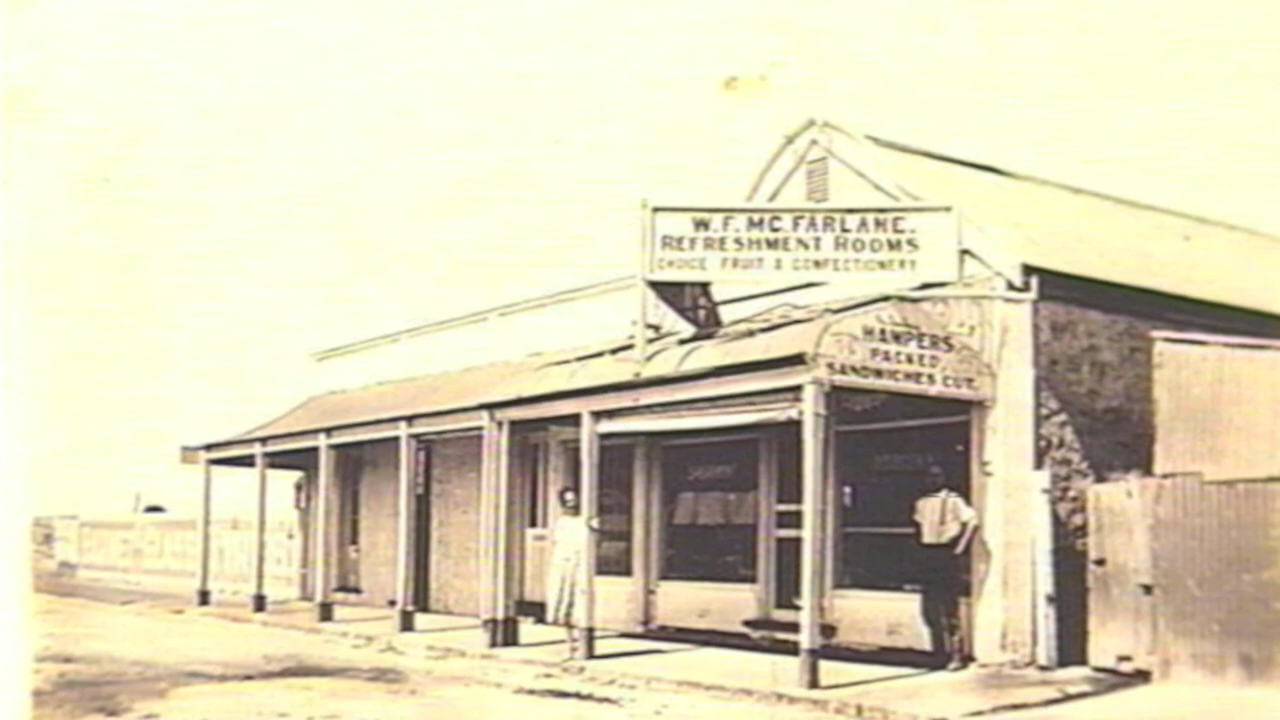 W. F. MC. FARLANE.
REFRESHMENT ROOMS
CHOICE FRUIT & CONFECTIONERY
HAMPERS
PACKED
SANDWICHES CUT.